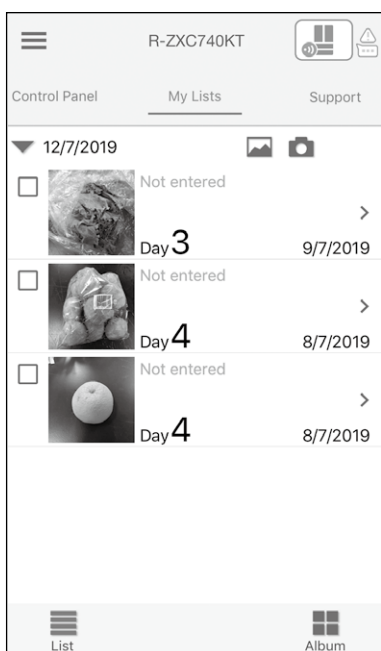 R-ZXC740KT
Control Panel My Lists Support
12/7/2019
Not entered
Day 3 9/7/2019
Not entered
Day 4 8/7/2019
Not entered
Day 4 8/7/2019
List Album